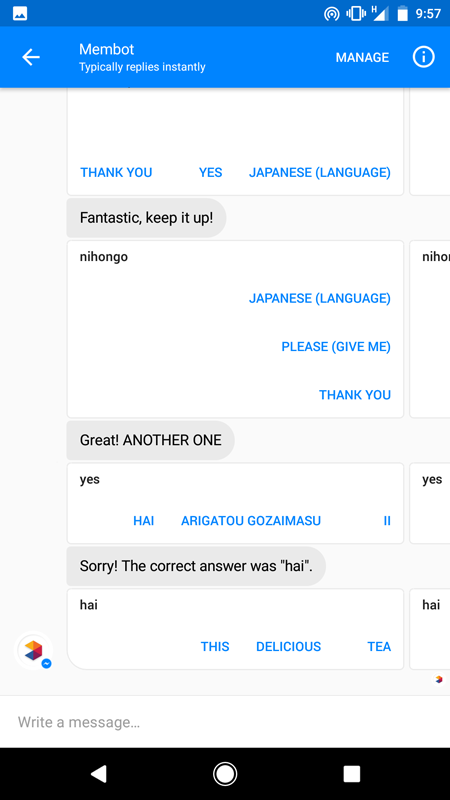 H 9:57
Membot
Typically replies instantly
MANAGE
THANK YOU YES JAPANESE (LANGUAGE)
Fantastic, keep it up!
nihongo niho
JAPANESE (LANGUAGE)
PLEASE (GIVE ME)
THANK YOU
Great! ANOTHER ONE
yes yes
HAI ARIGATOU GOZAIMASU II
Sorry! The correct answer was "hai".
hai hai
THIS DELICIOUS TEA
Write a message...